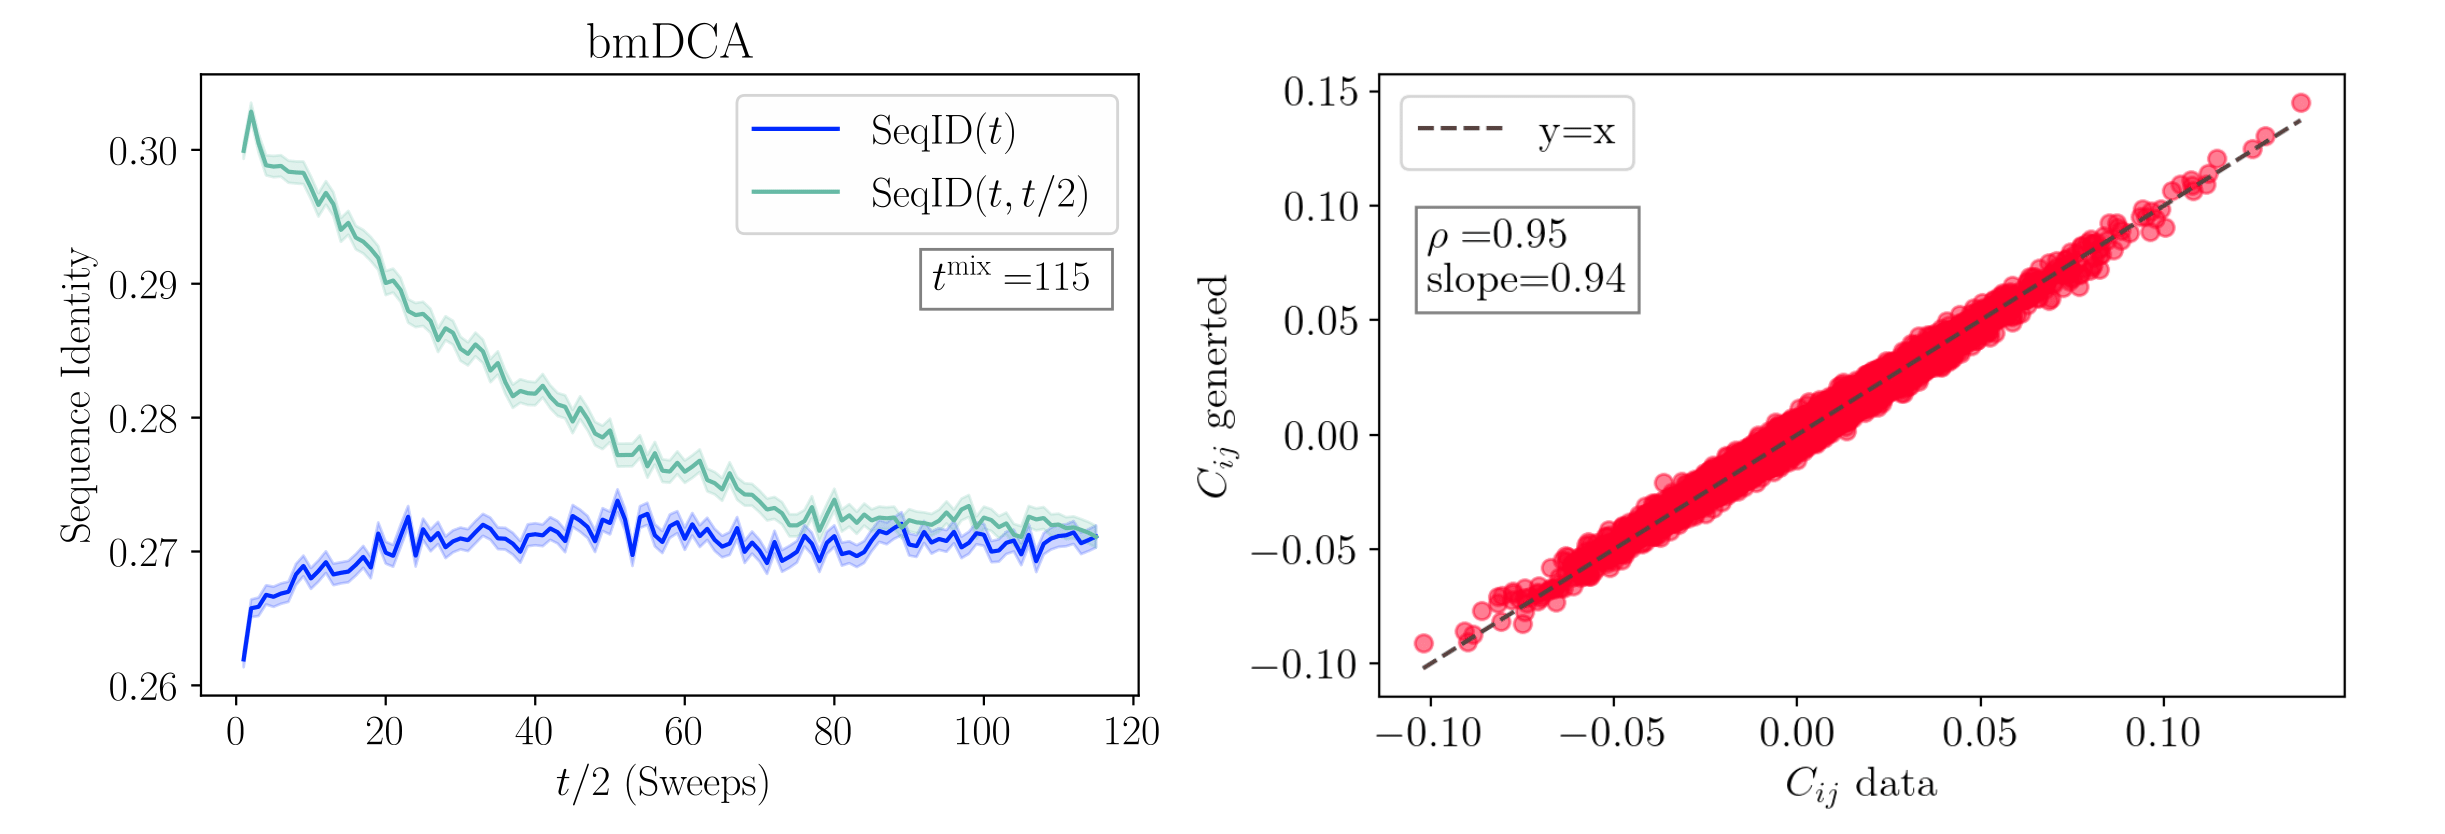 bmDCA
Sequence Identity
0.30
0.29
0.28
0.27
0.26
0
20
40
60
80
100
120
t/2 (Sweeps)
SeqID(t)
SeqID(t, t/2)
t^mix =115
C_ij generted
0.15
0.10
0.05
0.00
−0.05
−0.10
−0.10
−0.05
0.00
0.05
0.10
C_ij data
y=x
ρ =0.95
slope=0.94